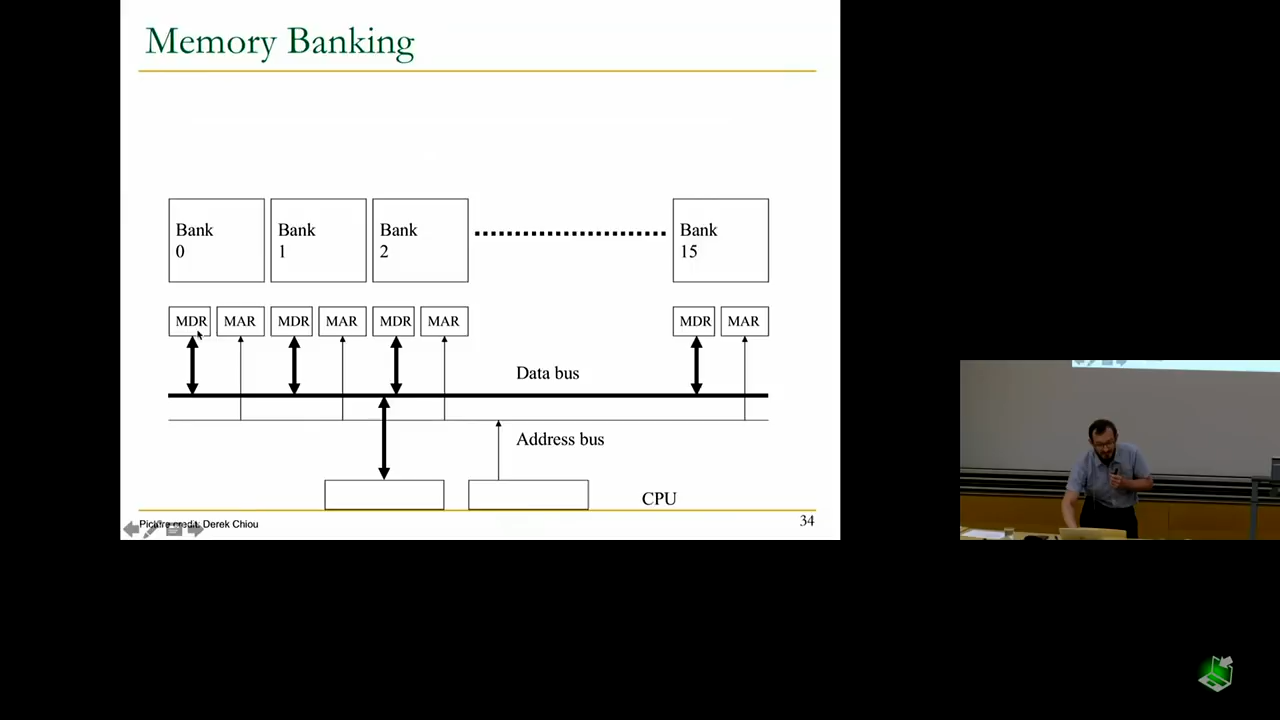 Memory Banking
Bank
0
Bank
1
Bank
2
Bank
15
MDR
MAR
MDR
MAR
MDR
MAR
MDR
MAR
Data bus
Address bus
CPU
Picture credit: Derek Chiou
34